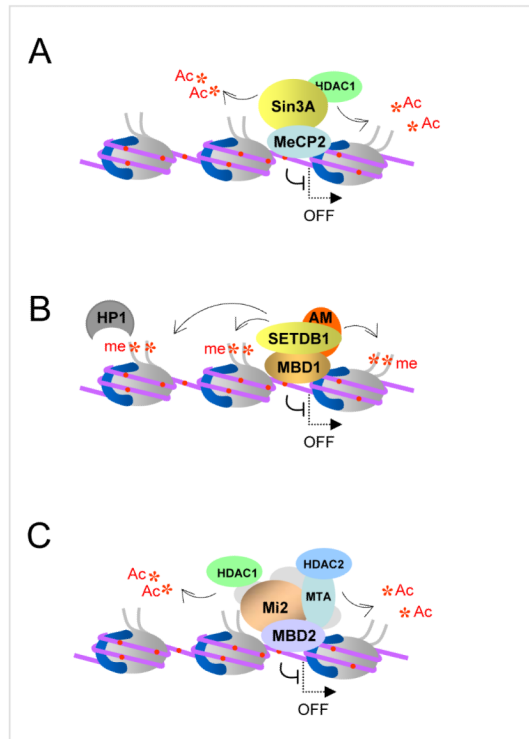 A
Ac
Ac
Sin3A
HDAC1
Ac
Ac
MeCP2
OFF
B
HP1
AM
SETDB1
me
me
me
MBD1
OFF
C
HDAC1
HDAC2
Ac
Ac
MTA
Mi2
Ac
Ac
MBD2
OFF